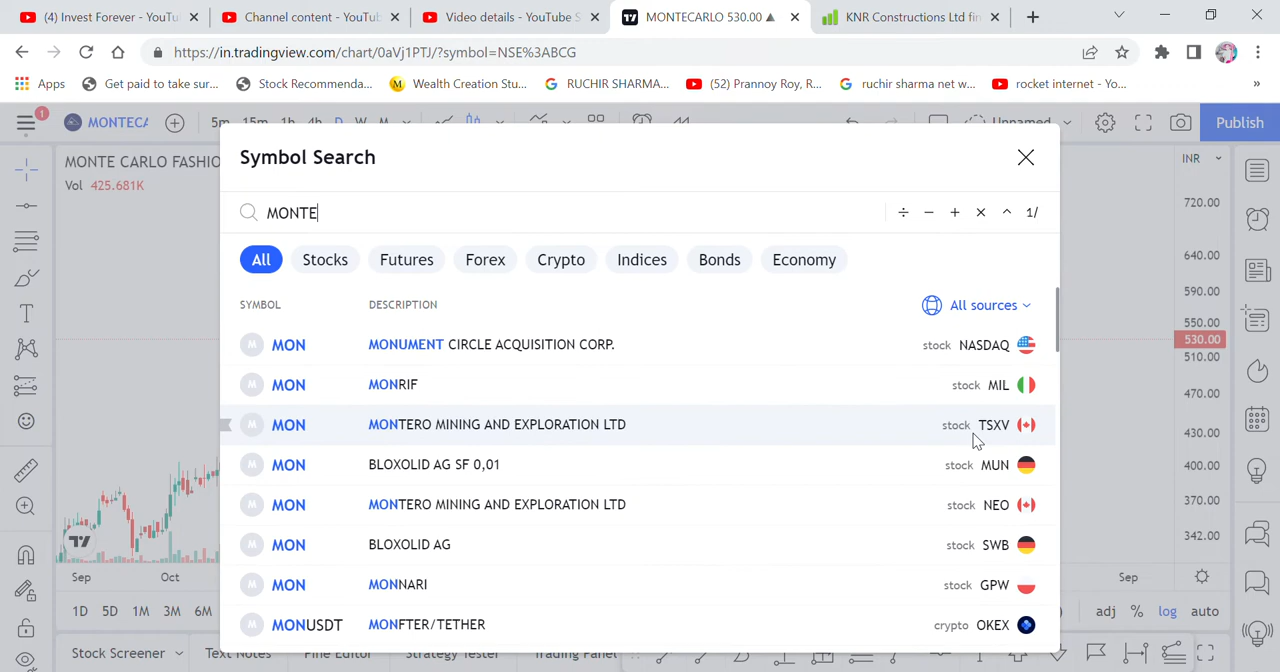 (4) Invest Forever - YouTu
Channel content - YouTub
Video details - YouTube S
MONTECARLO 530.00 ▲
KNR Constructions Ltd fin
https://in.tradingview.com/chart/0aVj1PTJ/?symbol=NSE%3ABCG
Apps
Get paid to take sur...
Stock Recommenda...
Wealth Creation Stu...
RUCHIR SHARMA...
(52) Prannoy Roy, R...
ruchir sharma net w...
rocket internet - Yo...
»
1
MONTECA
5m 15m 1h 4h D W M
Unnamed
Publish
MONTE CARLO FASHIO
Vol 425.681K
INR
Symbol Search
MONTE
÷ − + × ^ 1/
All Stocks Futures Forex Crypto Indices Bonds Economy
SYMBOL DESCRIPTION All sources
M MON MONUMENT CIRCLE ACQUISITION CORP. stock NASDAQ
M MON MONRIF stock MIL
M MON MONTERO MINING AND EXPLORATION LTD stock TSXV
M MON BLOXOLID AG SF 0,01 stock MUN
M MON MONTERO MINING AND EXPLORATION LTD stock NEO
M MON BLOXOLID AG stock SWB
M MON MONNARI stock GPW
M MONUSDT MONFTER/TETHER crypto OKEX
720.00
640.00
590.00
550.00
530.00
510.00
470.00
430.00
400.00
370.00
342.00
Sep Oct Sep
1D 5D 1M 3M 6M
) adj % log auto
Stock Screener Text Notes Pine Editor Strategy Tester Trading Panel